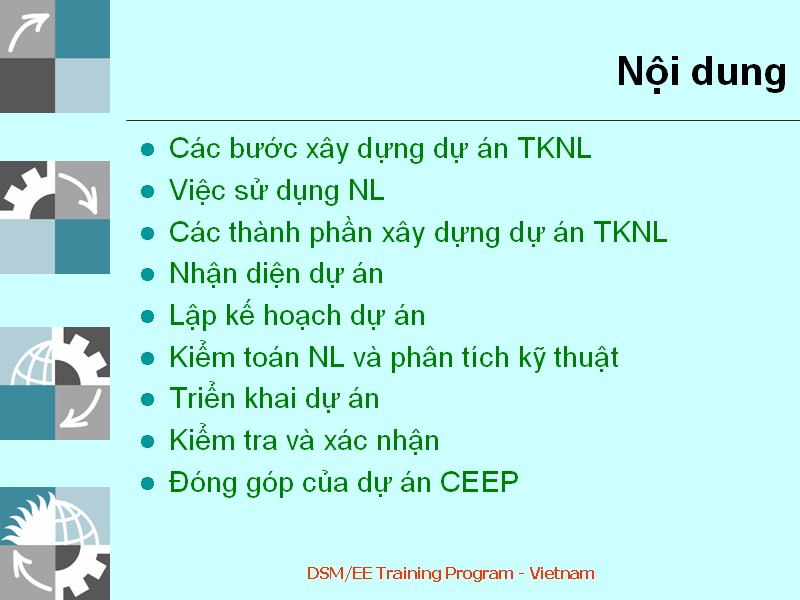 Nội dung
Các bước xây dựng dự án TKNL
Việc sử dụng NL
Các thành phần xây dựng dự án TKNL
Nhận diện dự án
Lập kế hoạch dự án
Kiểm toán NL và phân tích kỹ thuật
Triển khai dự án
Kiểm tra và xác nhận
Đóng góp của dự án CEEP
DSM/EE Training Program - Vietnam